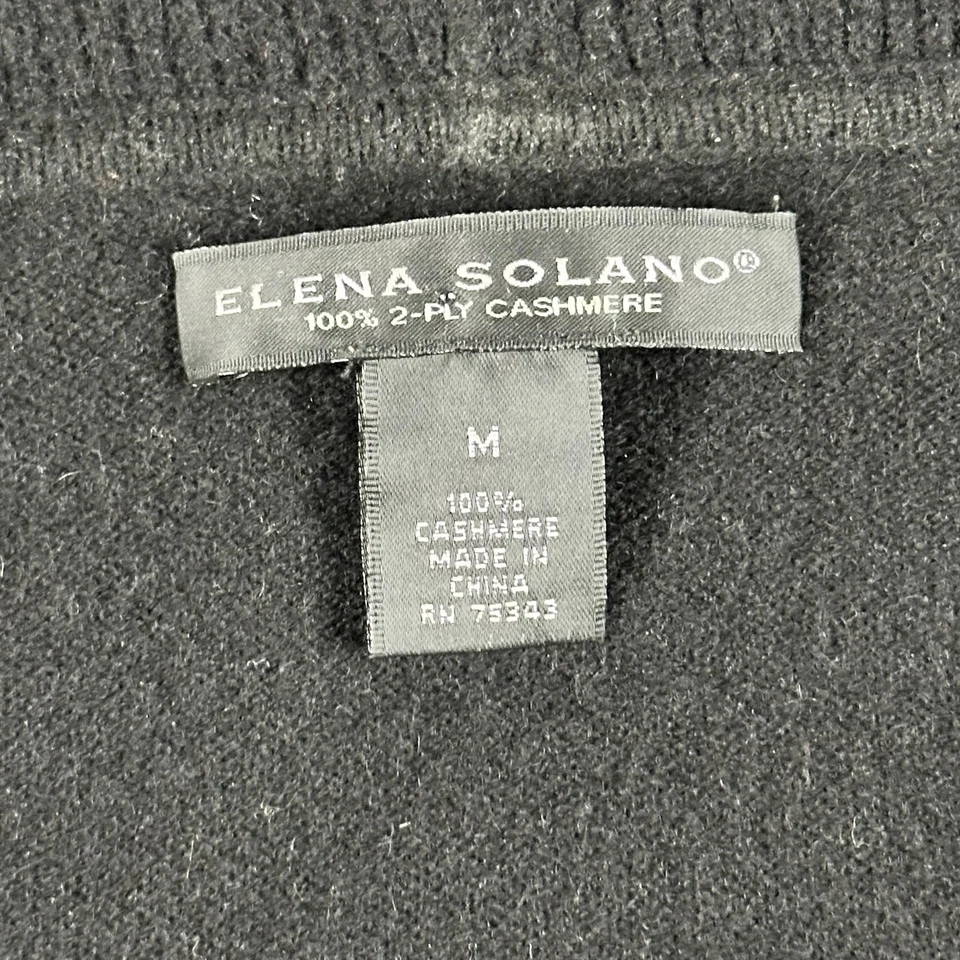 ELENA SOLANO®
100% 2-PLY CASHMERE
M
100%
CASHMERE
MADE IN
CHINA
RN 75343